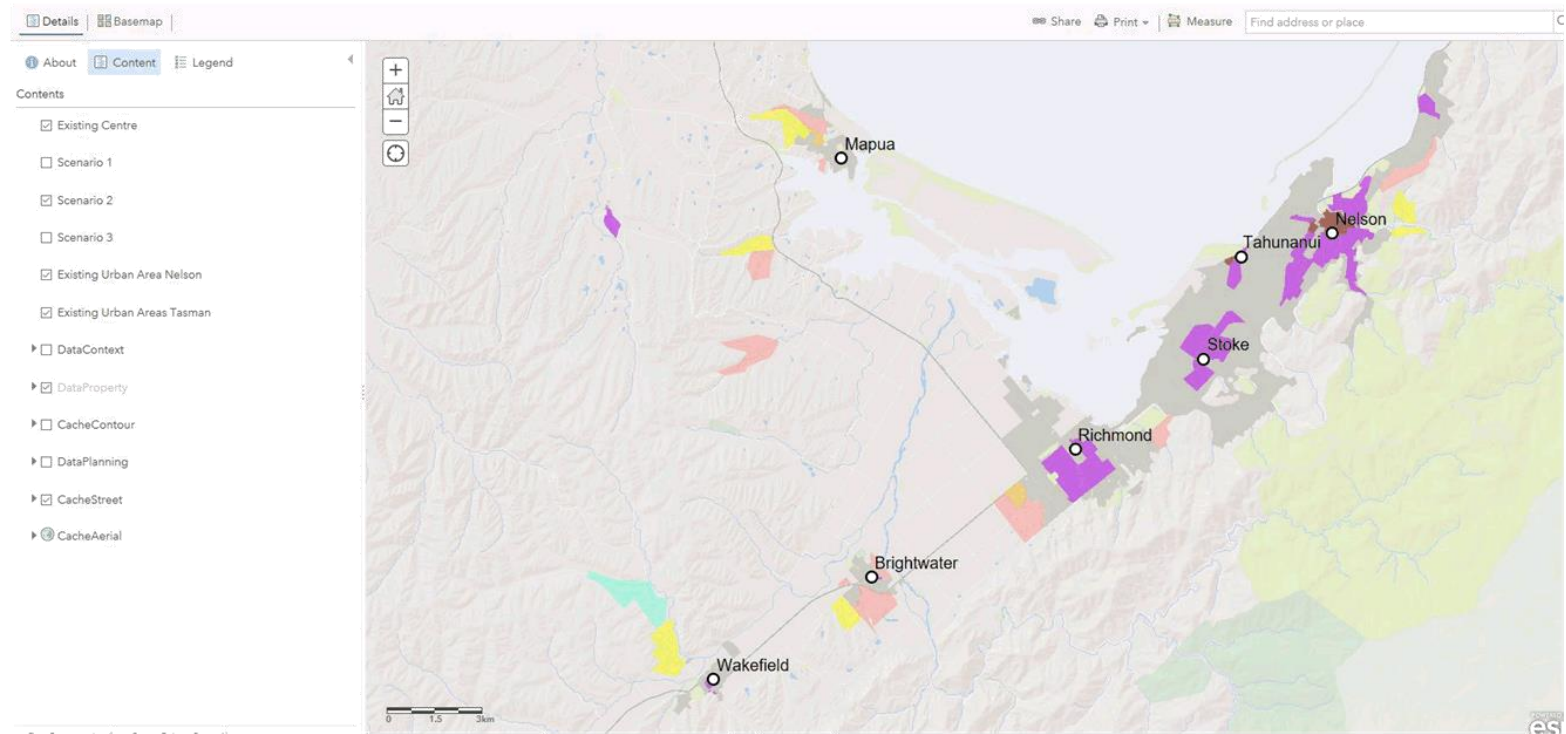 Details Basemap Share Print Measure Find address or place
About Content Legend
Contents
Existing Centre
Scenario 1
Scenario 2
Scenario 3
Existing Urban Area Nelson
Existing Urban Areas Tasman
DataContext
DataProperty
CacheContour
DataPlanning
CacheStreet
CacheAerial
Mapua
Nelson
Tahunanui
Stoke
Richmond
Brightwater
Wakefield
0 1.5 3km